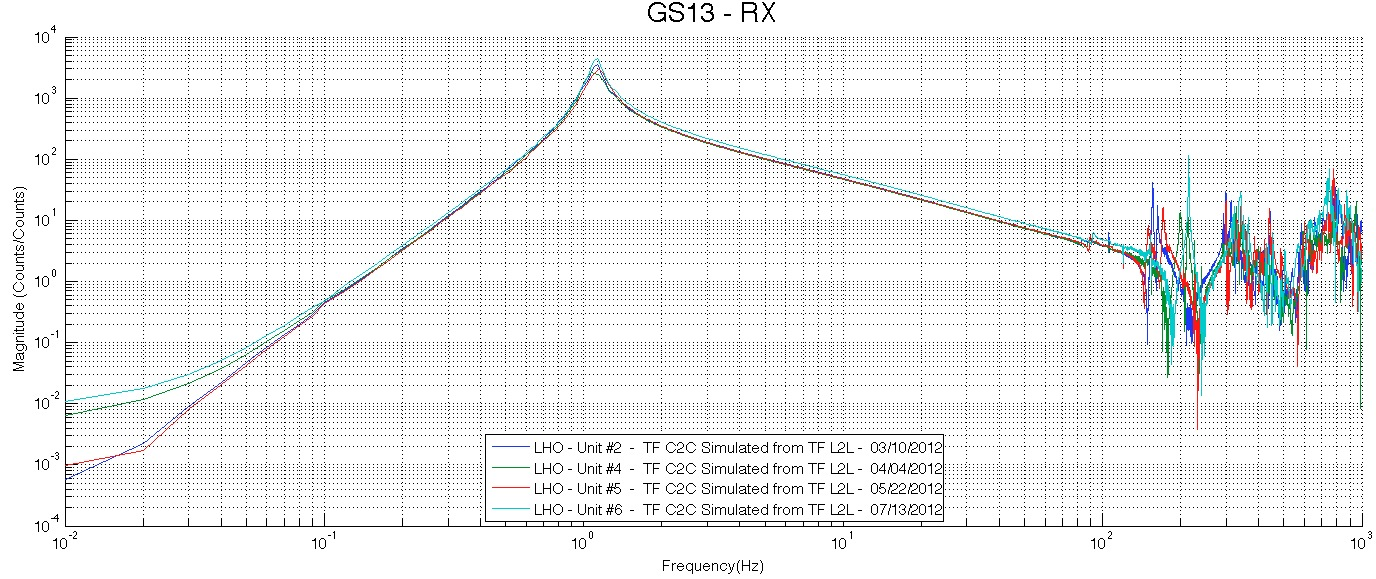 GS13 - RX
10^4
10^3
10^2
10^1
10^0
10^-1
10^-2
10^-3
10^-4
Magnitude (Counts/Counts)
LHO - Unit #2 - TF C2C Simulated from TF L2L - 03/10/2012
LHO - Unit #4 - TF C2C Simulated from TF L2L - 04/04/2012
LHO - Unit #5 - TF C2C Simulated from TF L2L - 05/22/2012
LHO - Unit #6 - TF C2C Simulated from TF L2L - 07/13/2012
10^-2 10^-1 10^0 10^1 10^2 10^3
Frequency(Hz)